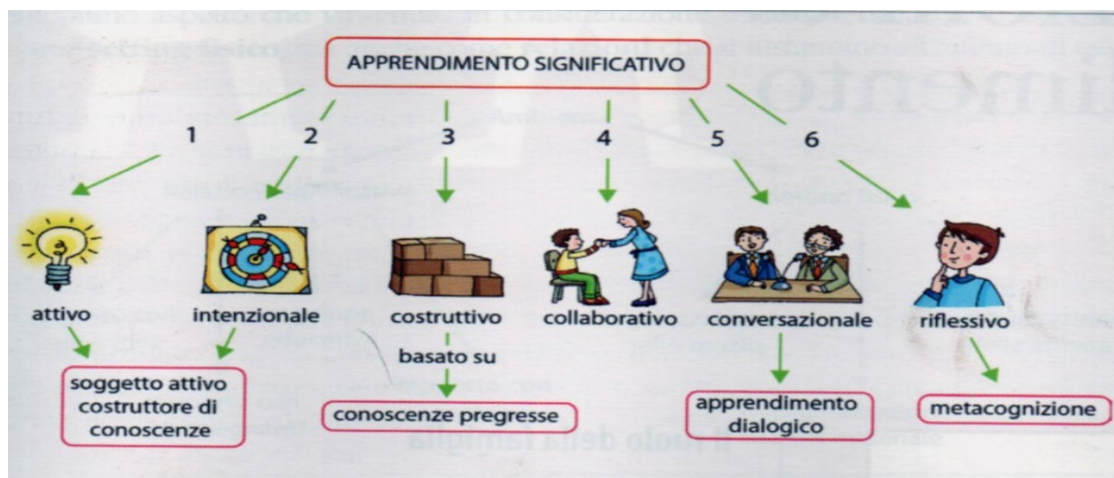 APPRENDIMENTO SIGNIFICATIVO
1 2 3 4 5 6
attivo intenzionale costruttivo collaborativo conversazionale riflessivo
basato su
soggetto attivo
costruttore di
conoscenze
conoscenze pregresse
apprendimento
dialogico
metacognizione